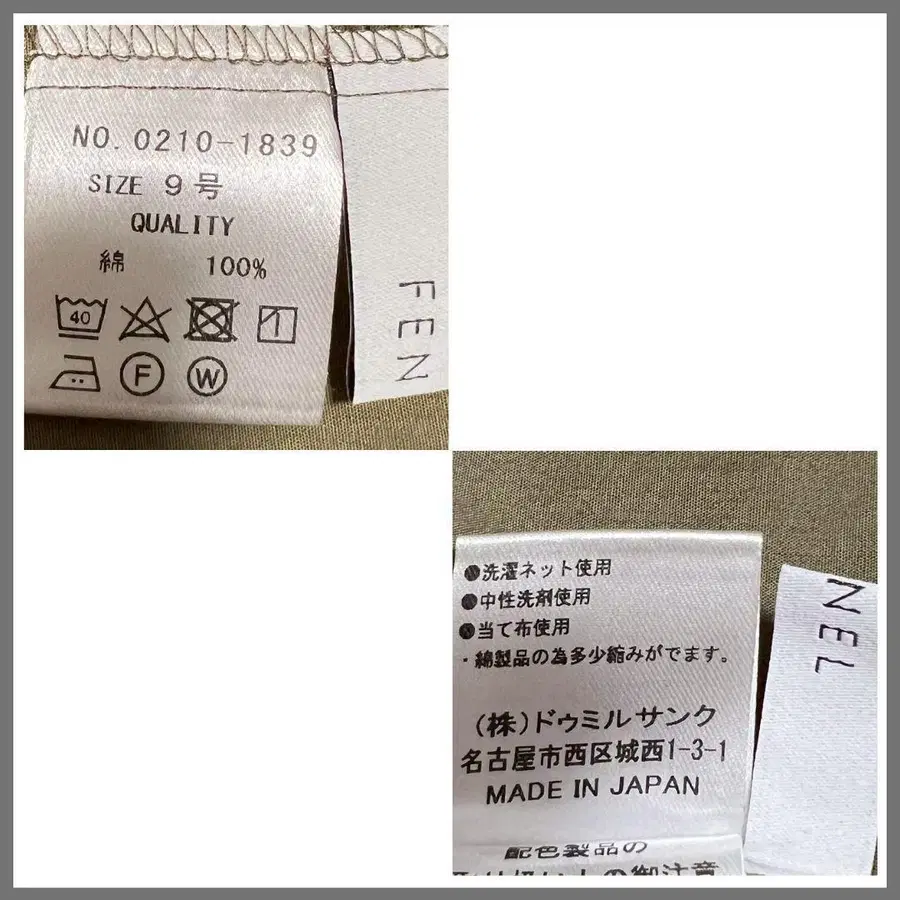 NO. 0210-1839
SIZE 9号
QUALITY
綿 100%
40
F W
FEN
●洗濯ネット使用
●中性洗剤使用
●当て布使用
・綿製品の為多少縮みがでます。
(株)ドゥミルサンク
名古屋市西区城西1-3-1
MADE IN JAPAN
配色製品の
NEL